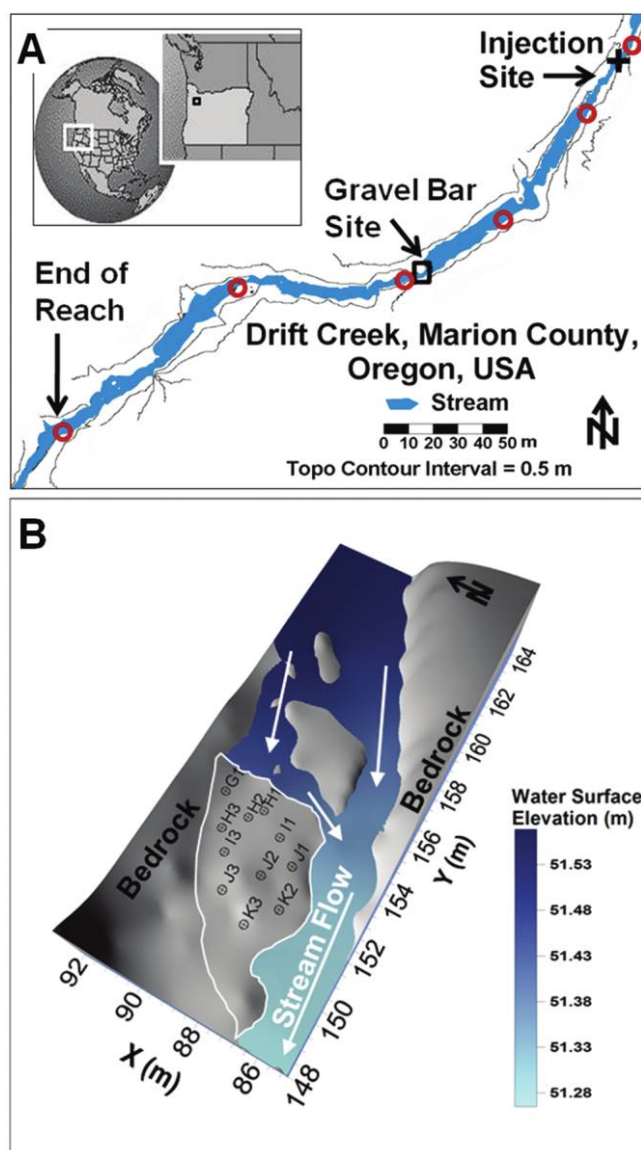 A
Injection
Site
Gravel Bar
Site
End of
Reach
Drift Creek, Marion County,
Oregon, USA
Stream
0 10 20 30 40 50 m
Topo Contour Interval = 0.5 m
N
B
N
Bedrock
Bedrock
G1
H3
H2
H1
I3
I1
J3
J2
J1
K3
K2
Stream Flow
164
162
160
158
156
154
152
150
148
Y (m)
92
90
88
86
X (m)
Water Surface
Elevation (m)
51.53
51.48
51.38
51.33
51.28